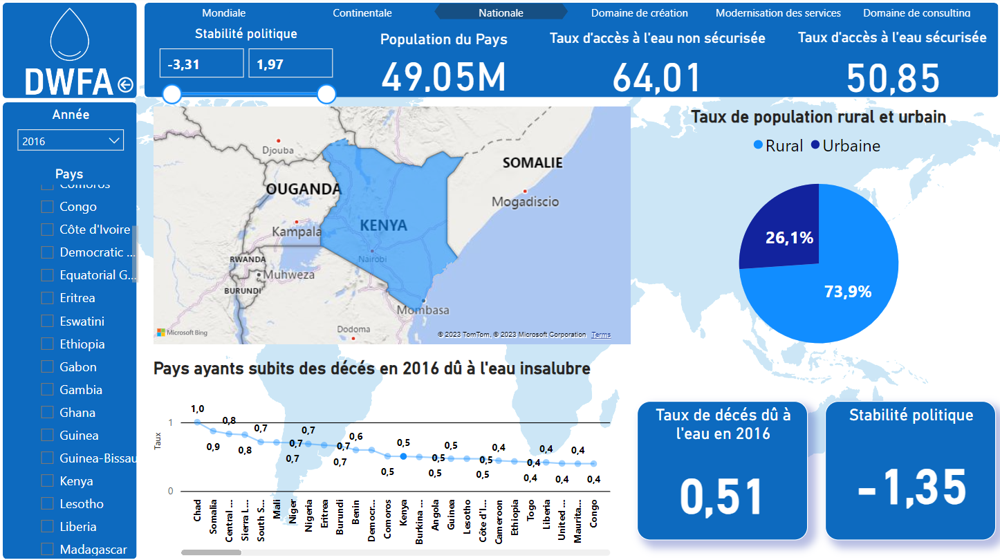 Mondiale
Continentale
Nationale
Domaine de création
Modernisation des services
Domaine de consulting
DWFA
Stabilité politique
-3,31
1,97
Population du Pays
49,05M
Taux d'accès à l'eau non sécurisée
64,01
Taux d'accès à l'eau sécurisée
50,85
Année
2016
Pays
Comoros
Congo
Côte d'Ivoire
Democratic ...
Equatorial G...
Eritrea
Eswatini
Ethiopia
Gabon
Gambia
Ghana
Guinea
Guinea-Bissau
Kenya
Lesotho
Liberia
Madagascar
Djouba
SOMALIE
OUGANDA
Mogadiscio
KENYA
Kampala
RWANDA
Nairobi
Muhweza
BURUNDI
Mombasa
Dodoma
Microsoft Bing
© 2023 TomTom, © 2023 Microsoft Corporation Terms
Taux de population rural et urbain
Rural
Urbaine
26,1%
73,9%
Pays ayants subits des décés en 2016 dû à l'eau insalubre
Taux
1
0
1,0
0,9
0,8
0,8
0,7
0,7
0,7
0,7
0,7
0,7
0,6
0,5
0,5
0,5
0,5
0,5
0,5
0,5
0,4
0,4
0,4
0,4
0,4
0,4
0,4
Chad
Somalia
Central ...
Sierra L...
South S...
Mali
Niger
Nigeria
Eritrea
Burundi
Benin
Democr...
Comoros
Kenya
Burkina ...
Angola
Guinea
Lesotho
Côte d'I...
Cameroon
Ethiopia
Togo
Liberia
United ...
Maurita...
Congo
Taux de décés dû à
l'eau en 2016
0,51
Stabilité politique
-1,35